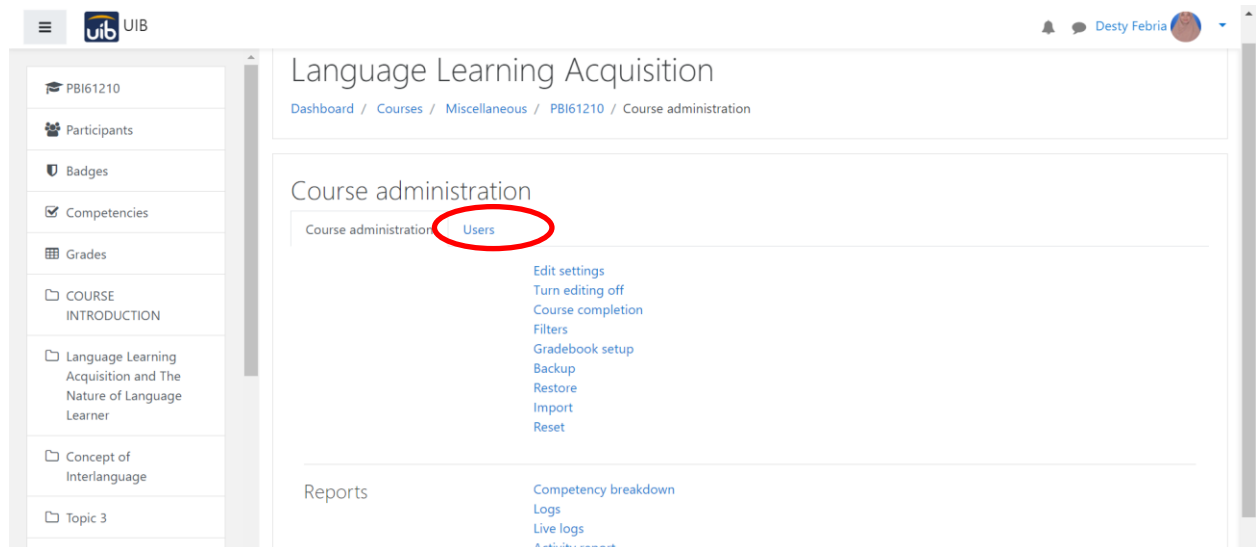 uib UIB
Desty Febria
PBI61210
Participants
Badges
Competencies
Grades
COURSE
INTRODUCTION
Language Learning
Acquisition and The
Nature of Language
Learner
Concept of
Interlanguage
Topic 3
Language Learning Acquisition
Dashboard / Courses / Miscellaneous / PBI61210 / Course administration
Course administration
Course administration Users
Edit settings
Turn editing off
Course completion
Filters
Gradebook setup
Backup
Restore
Import
Reset
Reports
Competency breakdown
Logs
Live logs
Activity report